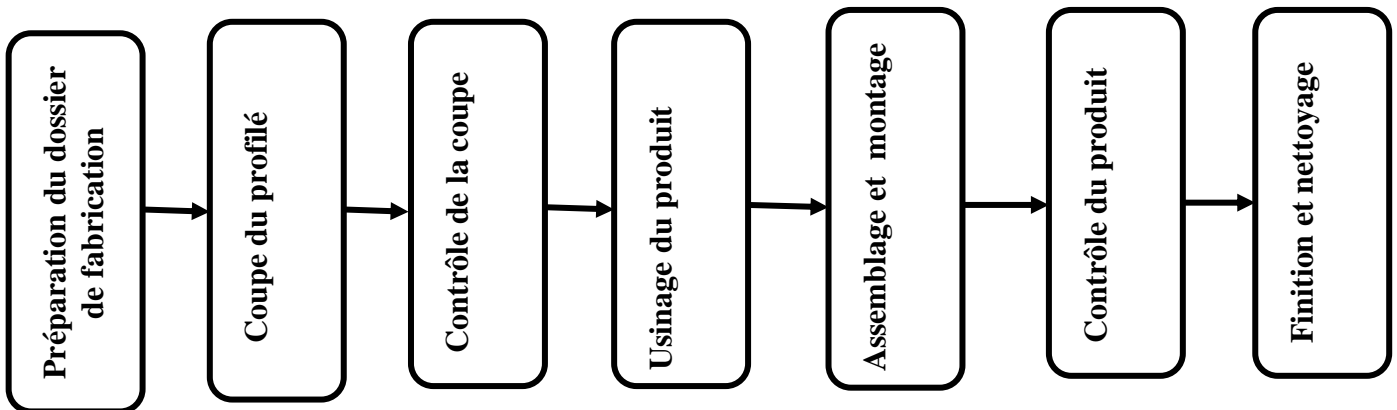 Préparation du dossier
de fabrication
Coupe du profilé
Contrôle de la coupe
Usinage du produit
Assemblage et  montage
Contrôle du produit
Finition et nettoyage